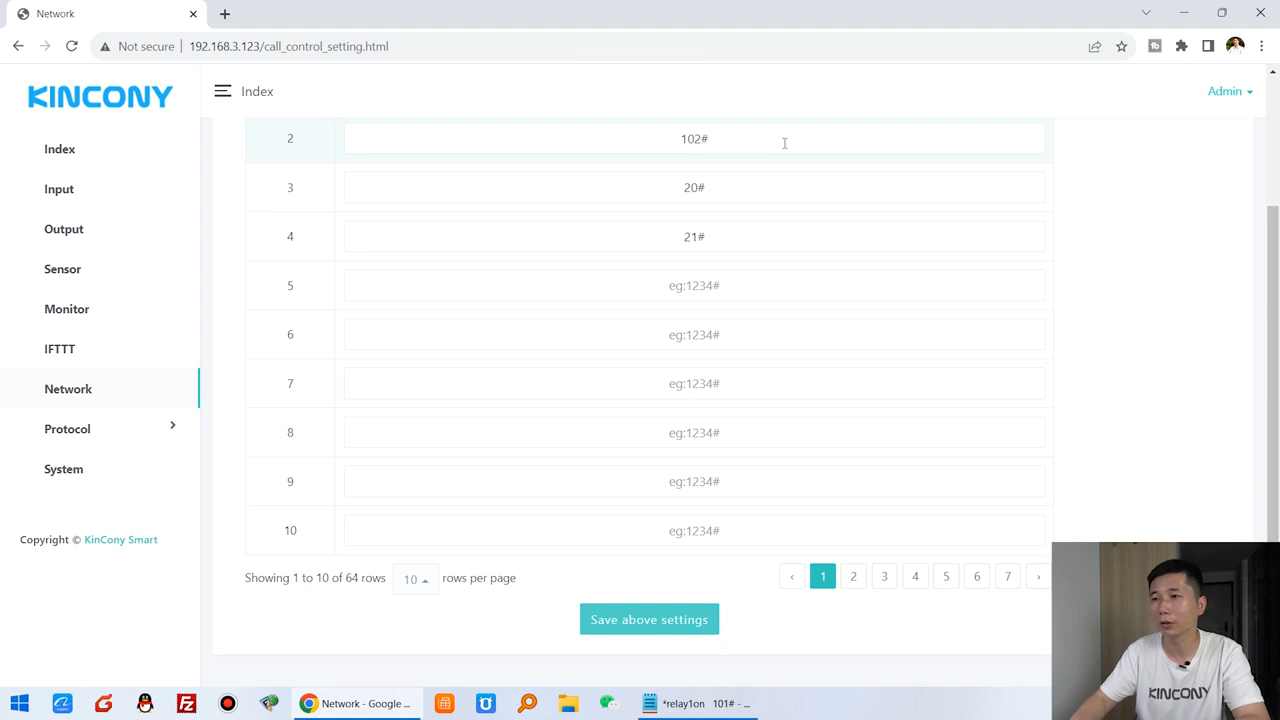 Network
Not secure
192.168.3.123/call_control_setting.html
KINCONY
Index
Admin
Index
Input
Output
Sensor
Monitor
IFTTT
Network
Protocol
System
Copyright © KinCony Smart
2 102#
3 20#
4 21#
5 eg:1234#
6 eg:1234#
7 eg:1234#
8 eg:1234#
9 eg:1234#
10 eg:1234#
Showing 1 to 10 of 64 rows 10 rows per page
‹ 1 2 3 4 5 6 7 ›
Save above settings
KINCONY
Network - Google ...
*relay1on 101# - ...